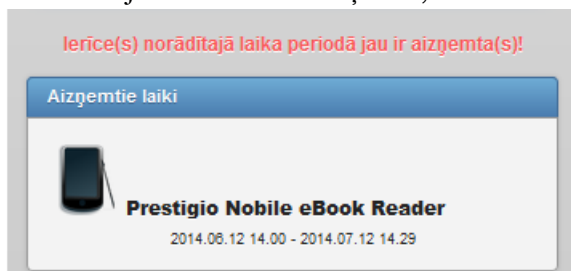 Ierīce(s) norādītajā laika periodā jau ir aizņemta(s)!
Aizņemtie laiki
Prestigio Nobile eBook Reader
2014.06.12 14.00 - 2014.07.12 14.29